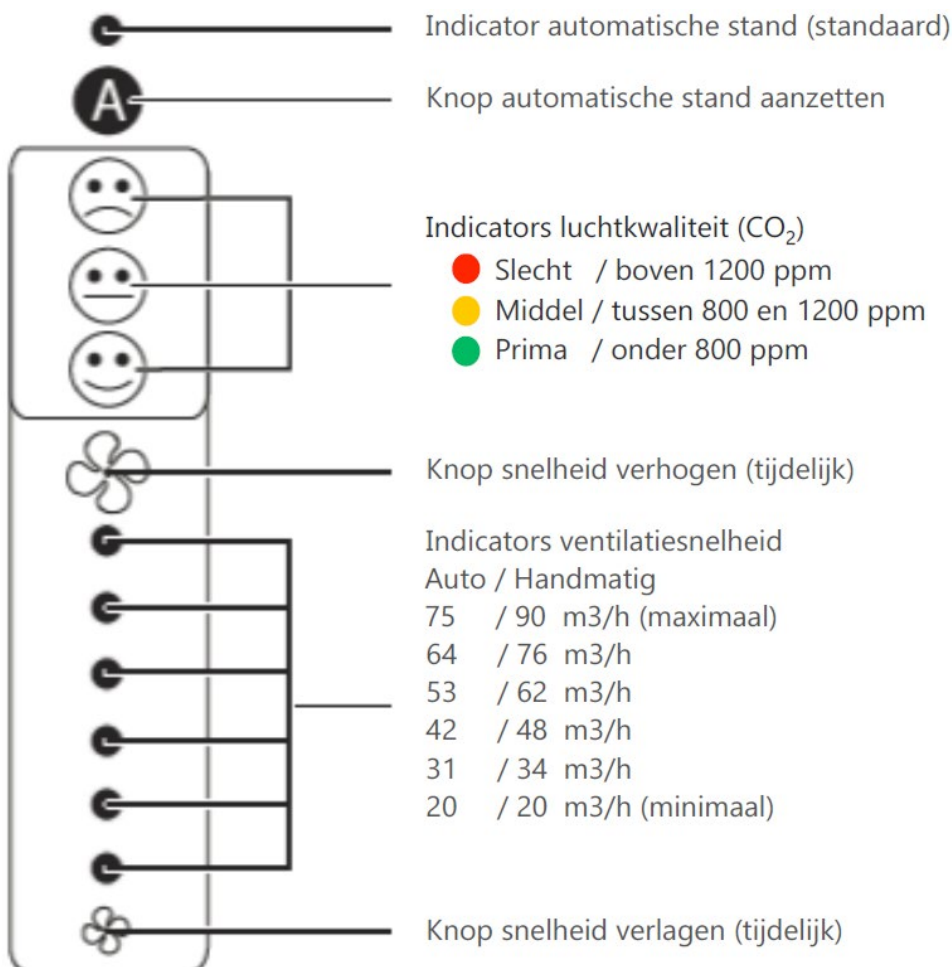 Indicator automatische stand (standaard)
A
Knop automatische stand aanzetten
Indicators luchtkwaliteit (CO₂)
Slecht / boven 1200 ppm
Middel / tussen 800 en 1200 ppm
Prima / onder 800 ppm
Knop snelheid verhogen (tijdelijk)
Indicators ventilatiesnelheid
Auto / Handmatig
75 / 90 m3/h (maximaal)
64 / 76 m3/h
53 / 62 m3/h
42 / 48 m3/h
31 / 34 m3/h
20 / 20 m3/h (minimaal)
Knop snelheid verlagen (tijdelijk)